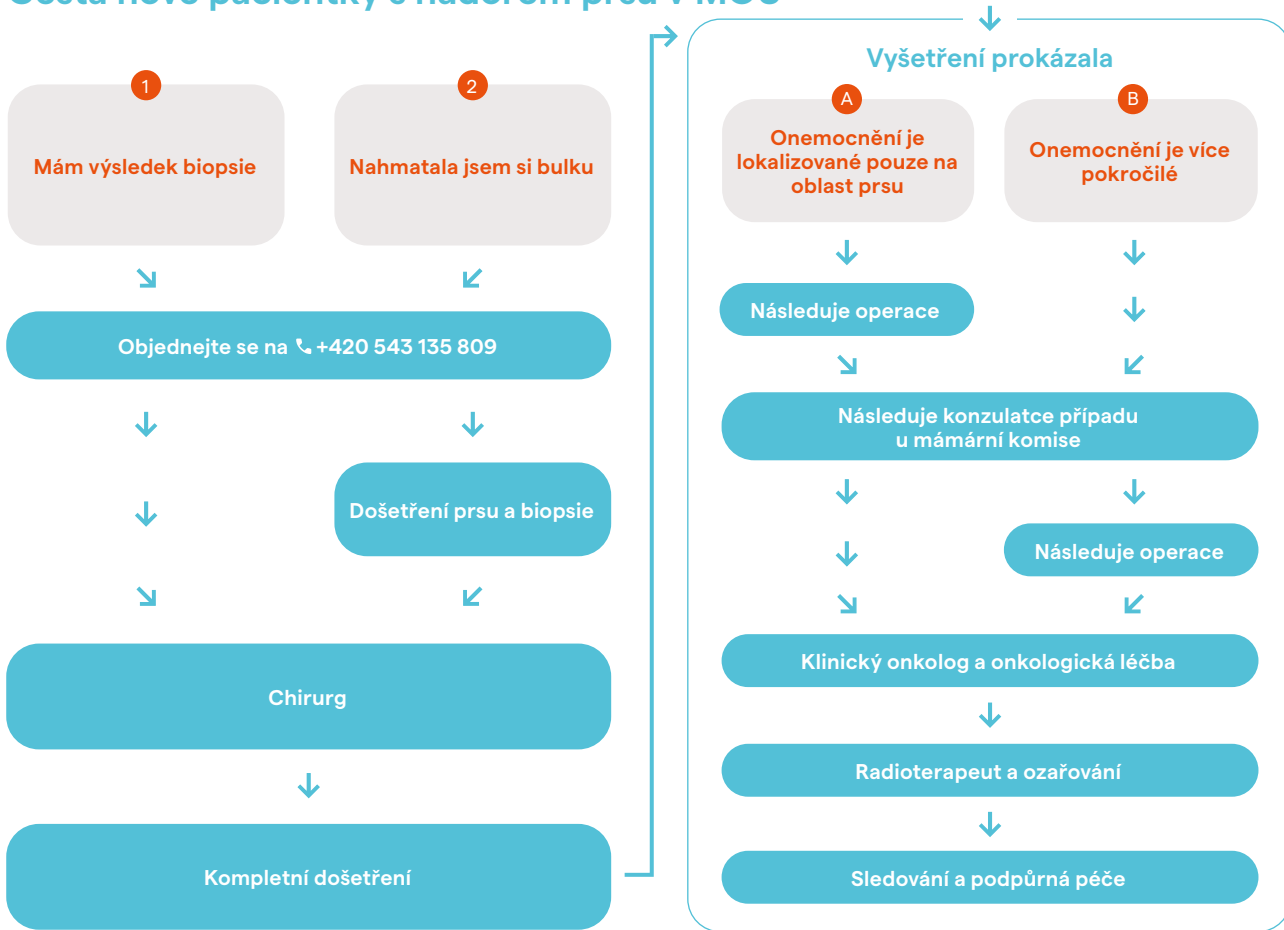 1
Mám výsledek biopsie
2
Nahmatala jsem si bulku
Objednejte se na +420 543 135 809
Došetření prsu a biopsie
Chirurg
Kompletní došetření
Vyšetření prokázala
A
Onemocnění je
lokalizované pouze na
oblast prsu
B
Onemocnění je více
pokročilé
Následuje operace
Následuje konzulatce případu
u mámární komise
Následuje operace
Klinický onkolog a onkologická léčba
Radioterapeut a ozařování
Sledování a podpůrná péče